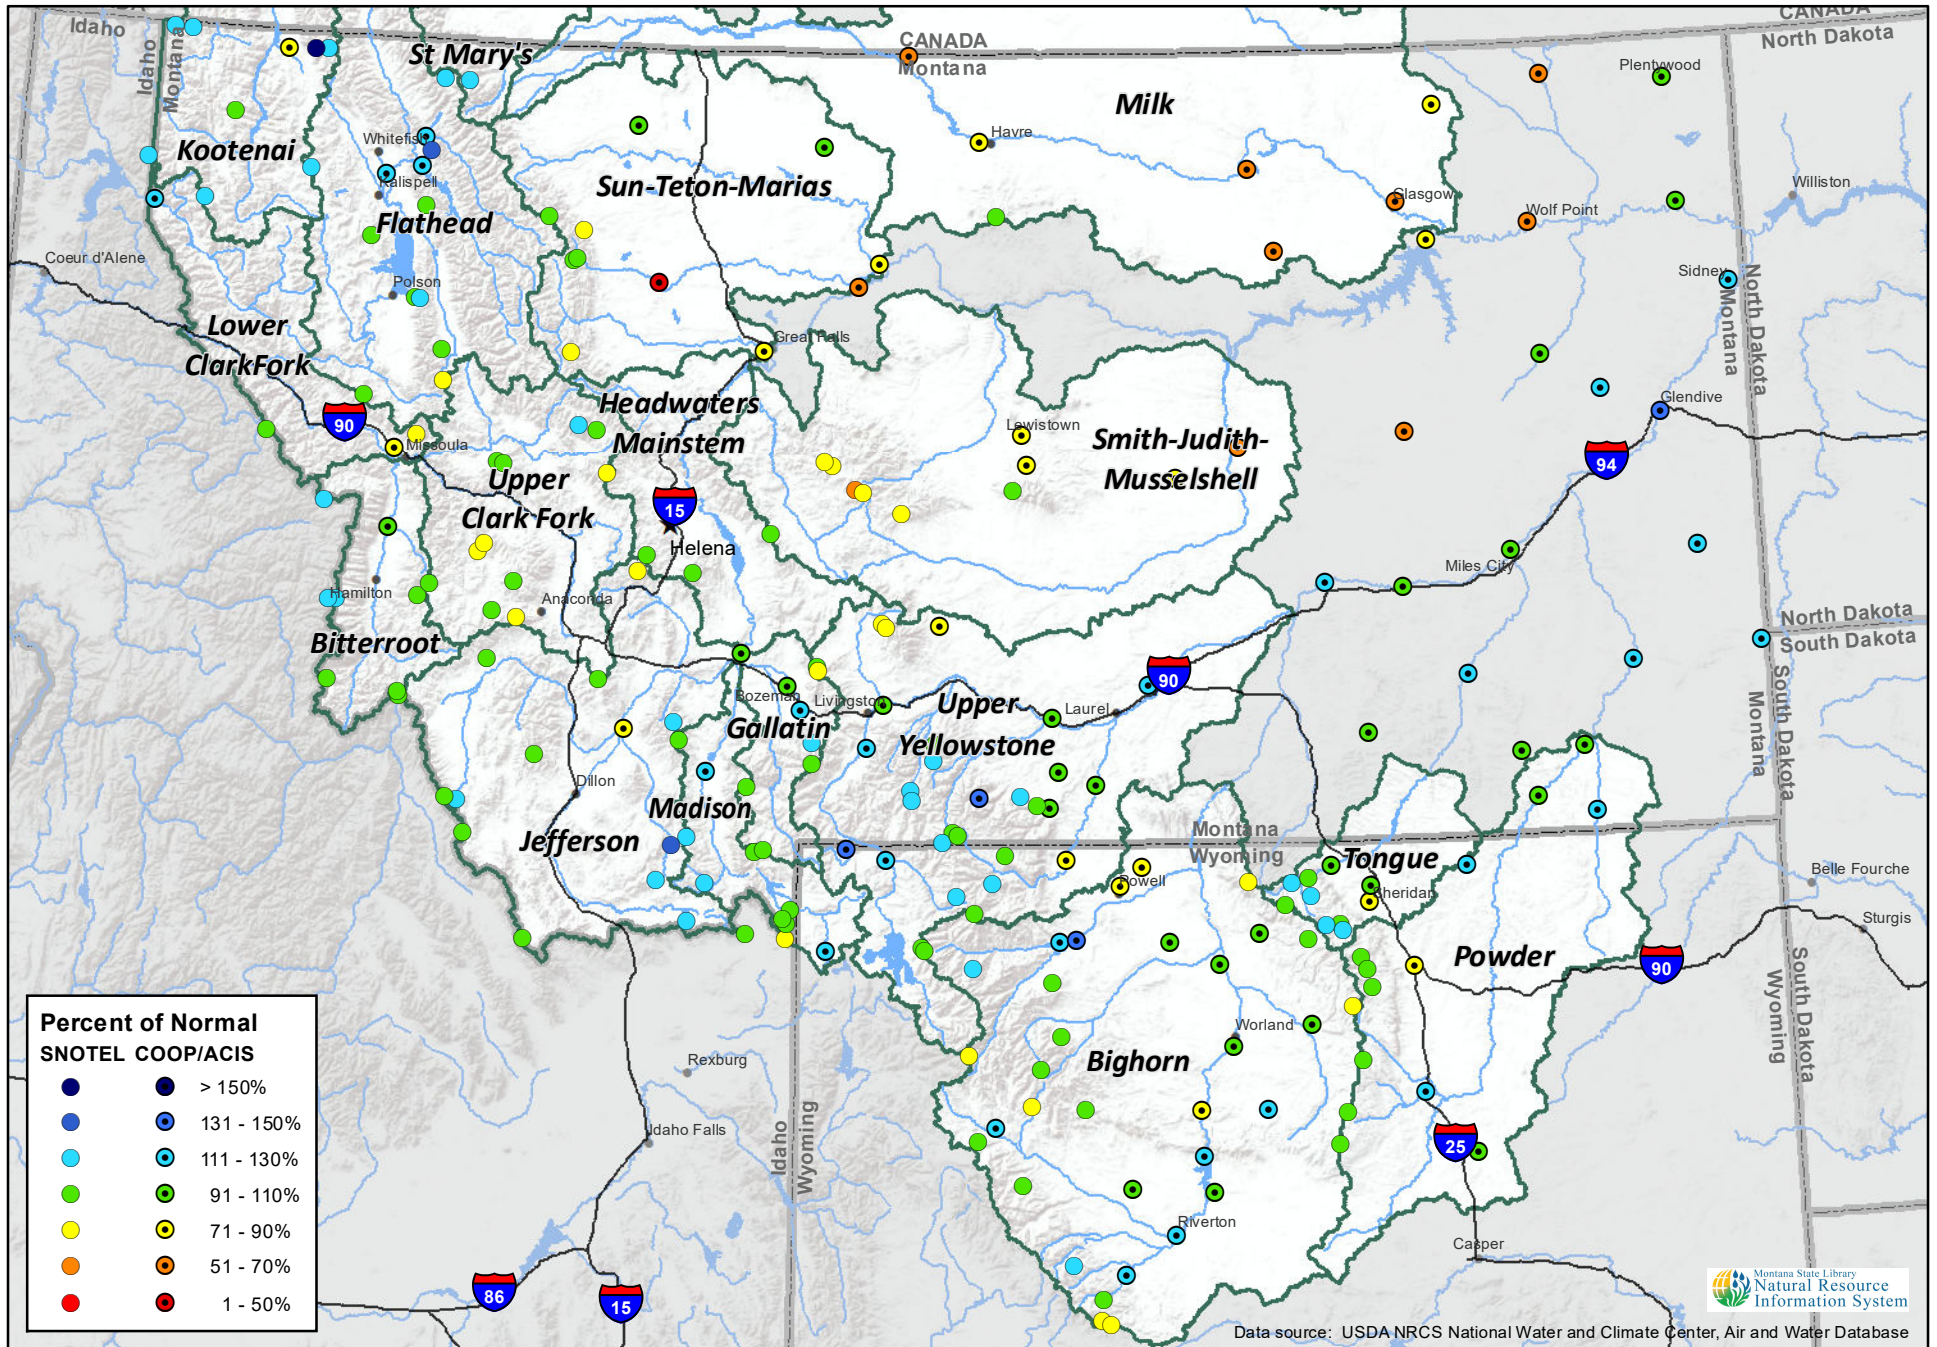 CANADA
Idaho
Idaho
Montana
St Mary's
CANADA
Montana
Milk
CANADA
North Dakota
Plentywood
Kootenai
Whitefish
Kalispell
Flathead
Sun-Teton-Marias
Havre
Glasgow
Wolf Point
Williston
Coeur d'Alene
Polson
Sidney
North Dakota
Montana
Lower
ClarkFork
Great Falls
Headwaters
Mainstem
Lewistown
Smith-Judith-
Musselshell
Glendive
90
Missoula
94
Upper
Clark Fork
15
Helena
Miles City
Hamilton
Anaconda
Bitterroot
North Dakota
South Dakota
South Dakota
Montana
Bozeman
Livingston
Gallatin
Upper
Yellowstone
Laurel
90
Dillon
Madison
Jefferson
Montana
Wyoming
Tongue
Powell
Sheridan
Belle Fourche
Sturgis
Powder
90
South Dakota
Wyoming
Worland
Bighorn
Rexburg
Idaho Falls
Idaho
Wyoming
25
Riverton
Casper
86
15
Percent of Normal
SNOTEL COOP/ACIS
> 150%
131 - 150%
111 - 130%
91 - 110%
71 - 90%
51 - 70%
1 - 50%
Montana State Library
Natural Resource
Information System
Data source: USDA NRCS National Water and Climate Center, Air and Water Database